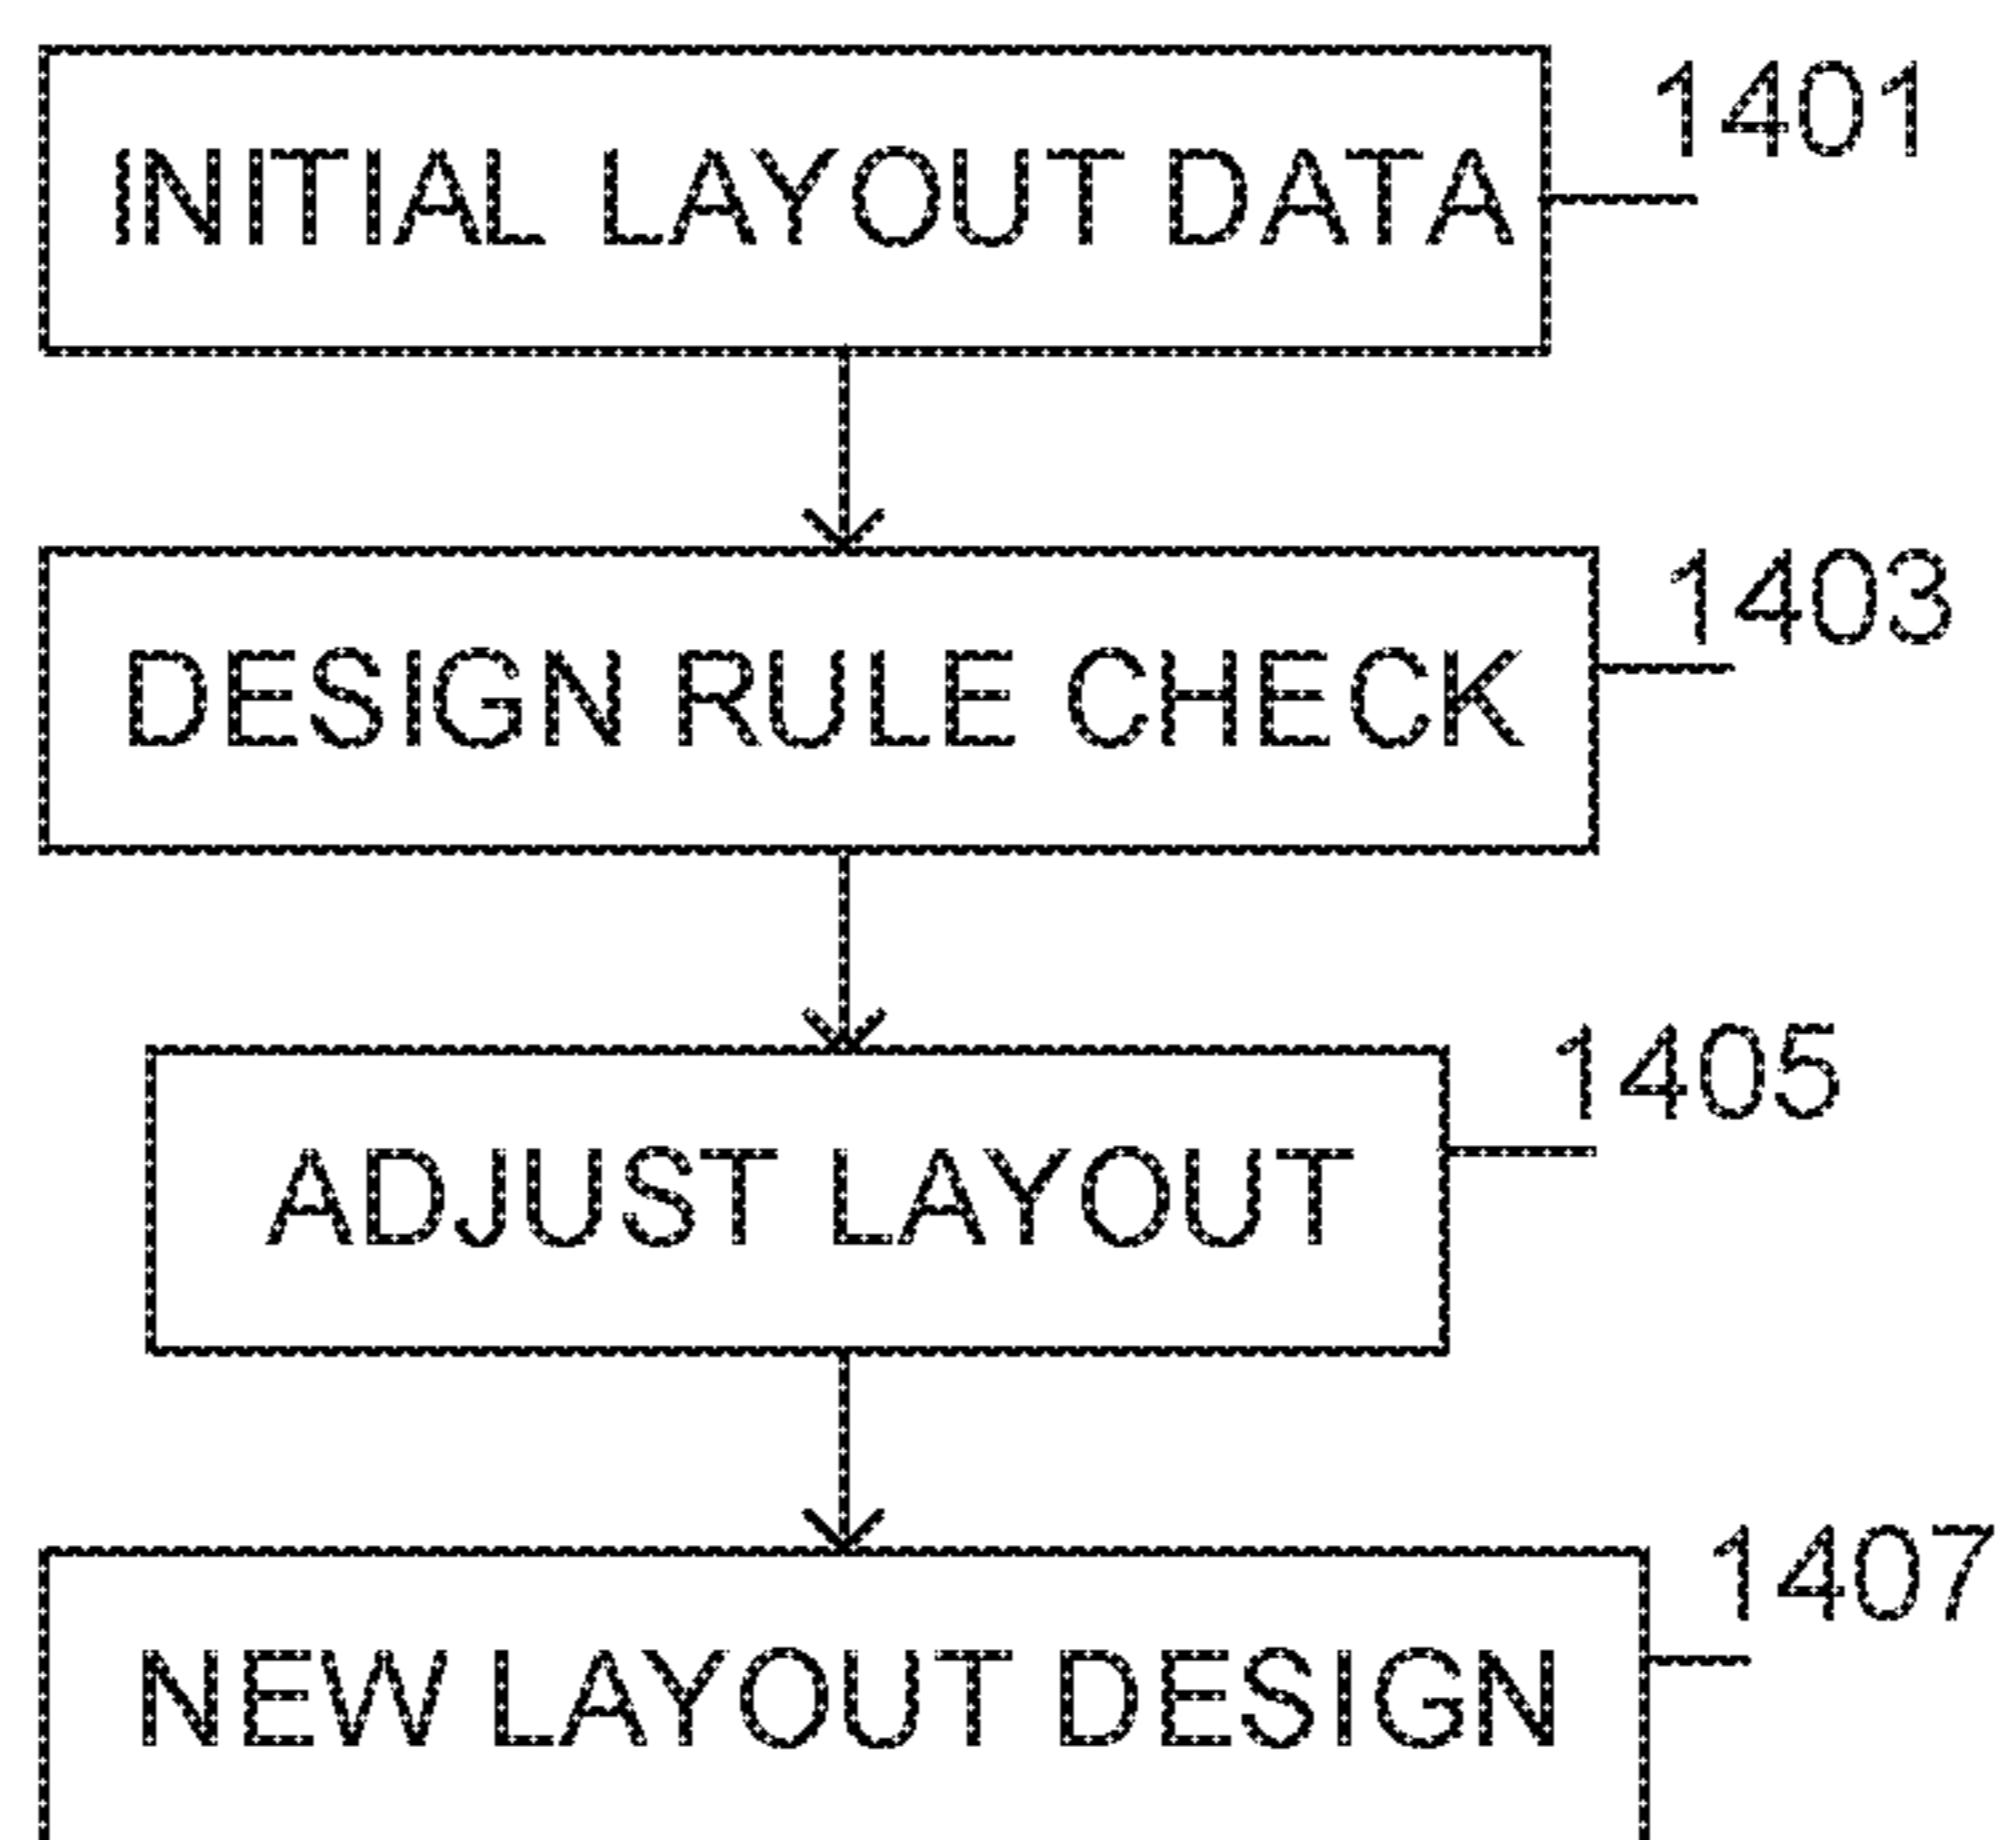 INITIAL LAYOUT DATA
1401
DESIGN RULE CHECK
1403
ADJUST LAYOUT
1405
NEW LAYOUT DESIGN
1407